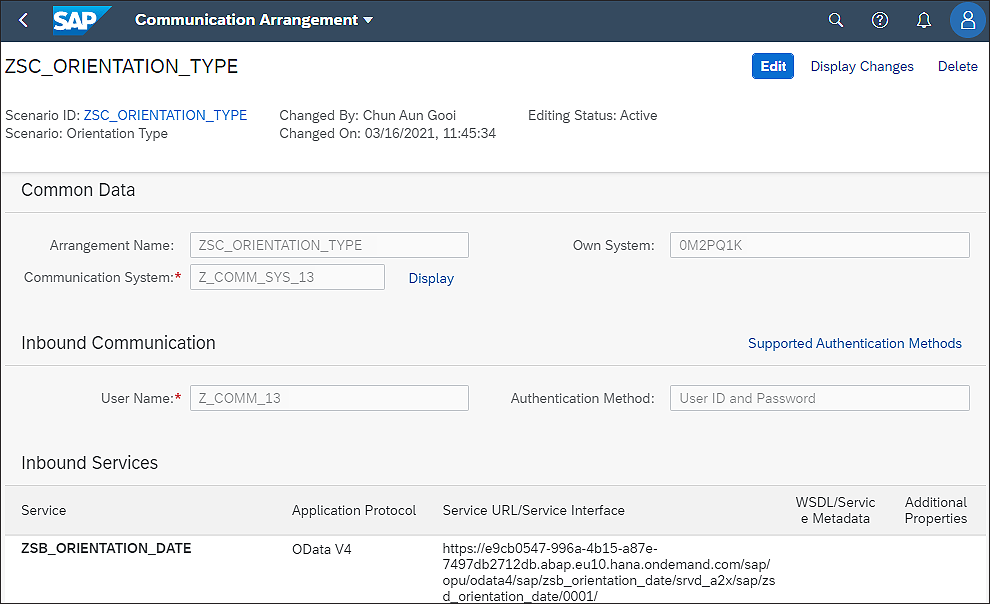 SAP Communication Arrangement
ZSC_ORIENTATION_TYPE
Edit Display Changes Delete
Scenario ID: ZSC_ORIENTATION_TYPE Changed By: Chun Aun Gooi Editing Status: Active
Scenario: Orientation Type Changed On: 03/16/2021, 11:45:34
Common Data
Arrangement Name: ZSC_ORIENTATION_TYPE Own System: 0M2PQ1K
Communication System:* Z_COMM_SYS_13 Display
Inbound Communication Supported Authentication Methods
User Name:* Z_COMM_13 Authentication Method: User ID and Password
Inbound Services
Service Application Protocol Service URL/Service Interface WSDL/Servic
e Metadata Additional
Properties
ZSB_ORIENTATION_DATE OData V4 https://e9cb0547-996a-4b15-a87e-
7497db2712db.abap.eu10.hana.ondemand.com/sap/
opu/odata4/sap/zsb_orientation_date/srvd_a2x/sap/zs
d_orientation_date/0001/